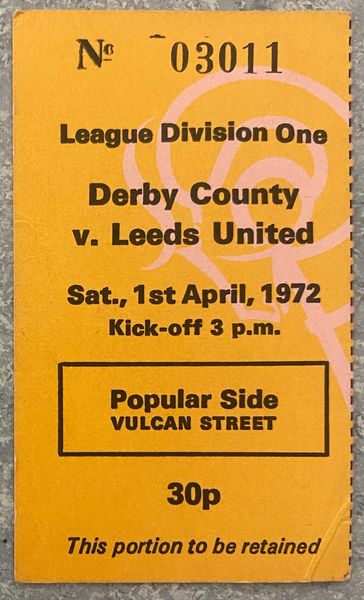 Nº 03011
League Division One
Derby County
v. Leeds United
Sat., 1st April, 1972
Kick-off 3 p.m.
Popular Side
VULCAN STREET
30p
This portion to be retained